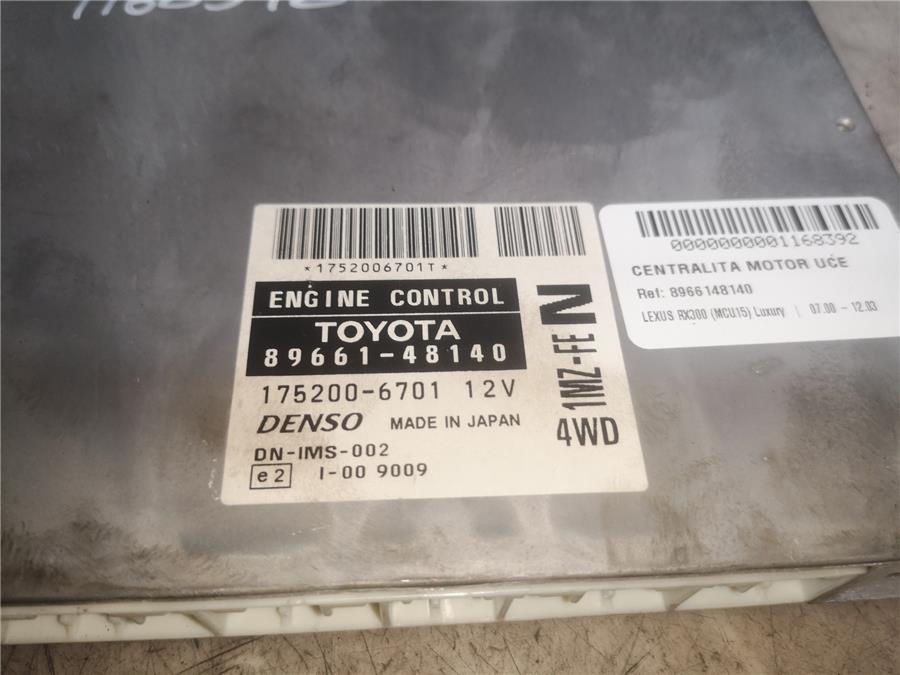 *1752006701T*
ENGINE CONTROL
TOYOTA
89661-48140
175200-6701 12V
DENSO MADE IN JAPAN
DN-IMS-002
e2 I-00 9009
1MZ-FE N
4WD
0000000001168392
CENTRALITA MOTOR UCE
Ref: 8966148140
LEXUS RX300 (MCU15) Luxury | 07.00 - 12.03